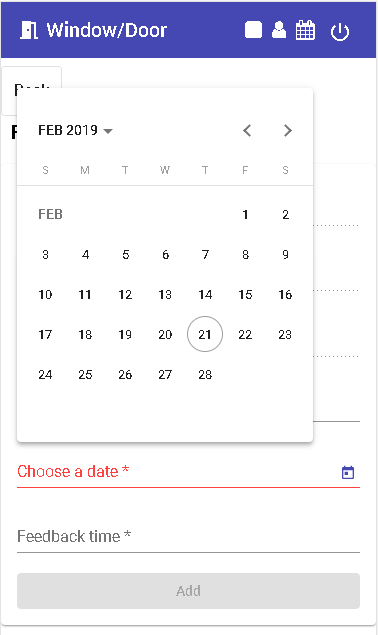 Window/Door
FEB 2019
S M T W T F S
FEB 1 2
3 4 5 6 7 8 9
10 11 12 13 14 15 16
17 18 19 20 21 22 23
24 25 26 27 28
Choose a date *
Feedback time *
Add